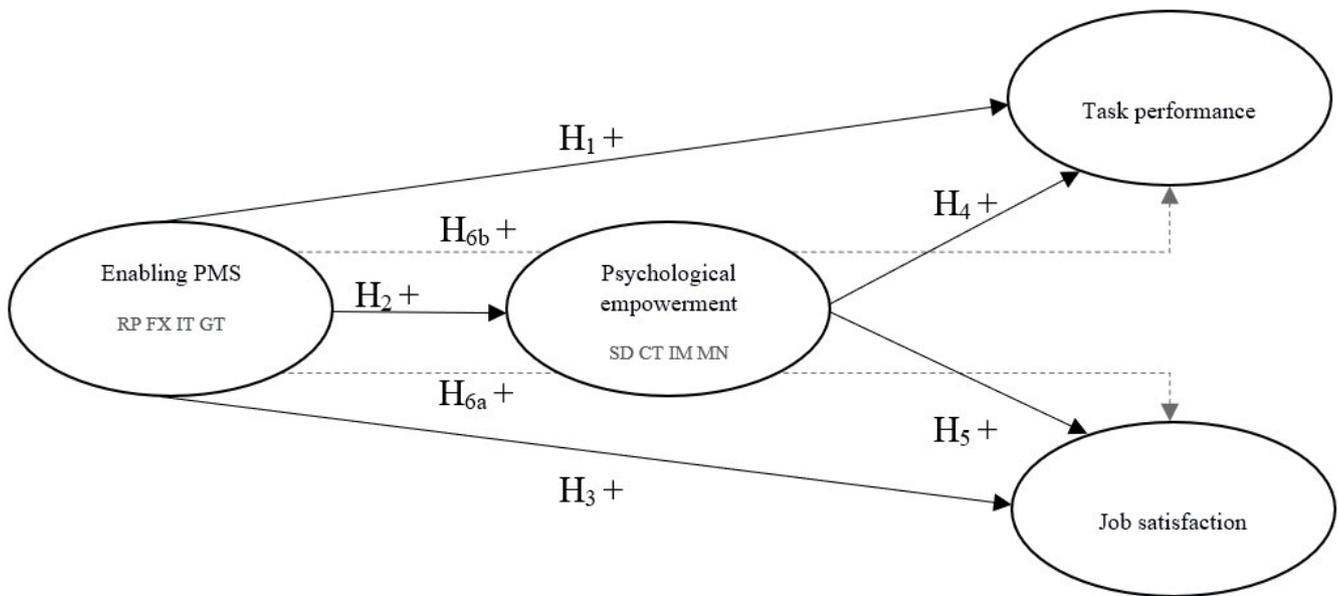 Task performance
H₁ +
H₄ +
H₆b +
Enabling PMS
RP FX IT GT
H₂ +
Psychological
empowerment
SD CT IM MN
H₆a +
H₅ +
H₃ +
Job satisfaction